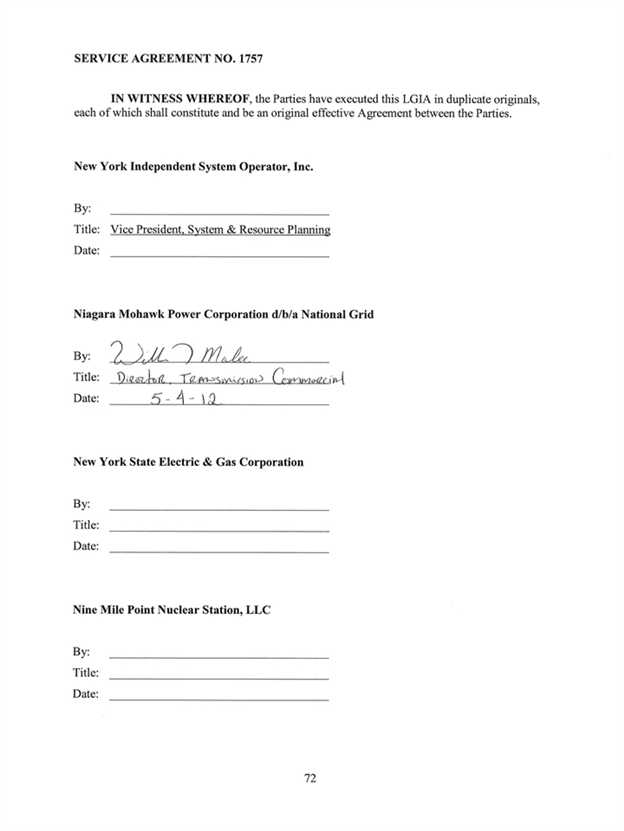 SERVICE AGREEMENT NO. 1757
IN WITNESS WHEREOF, the Parties have executed this LGIA in duplicate originals,
each of which shall constitute and be an original effective Agreement between the Parties.
New York Independent System Operator, Inc.
By:
Title: Vice President, System & Resource Planning
Date:
Niagara Mohawk Power Corporation d/b/a National Grid
By:
Title: Director, Transmission Commercial
Date: 5-4-12
New York State Electric & Gas Corporation
By:
Title:
Date:
Nine Mile Point Nuclear Station, LLC
By:
Title:
Date:
72